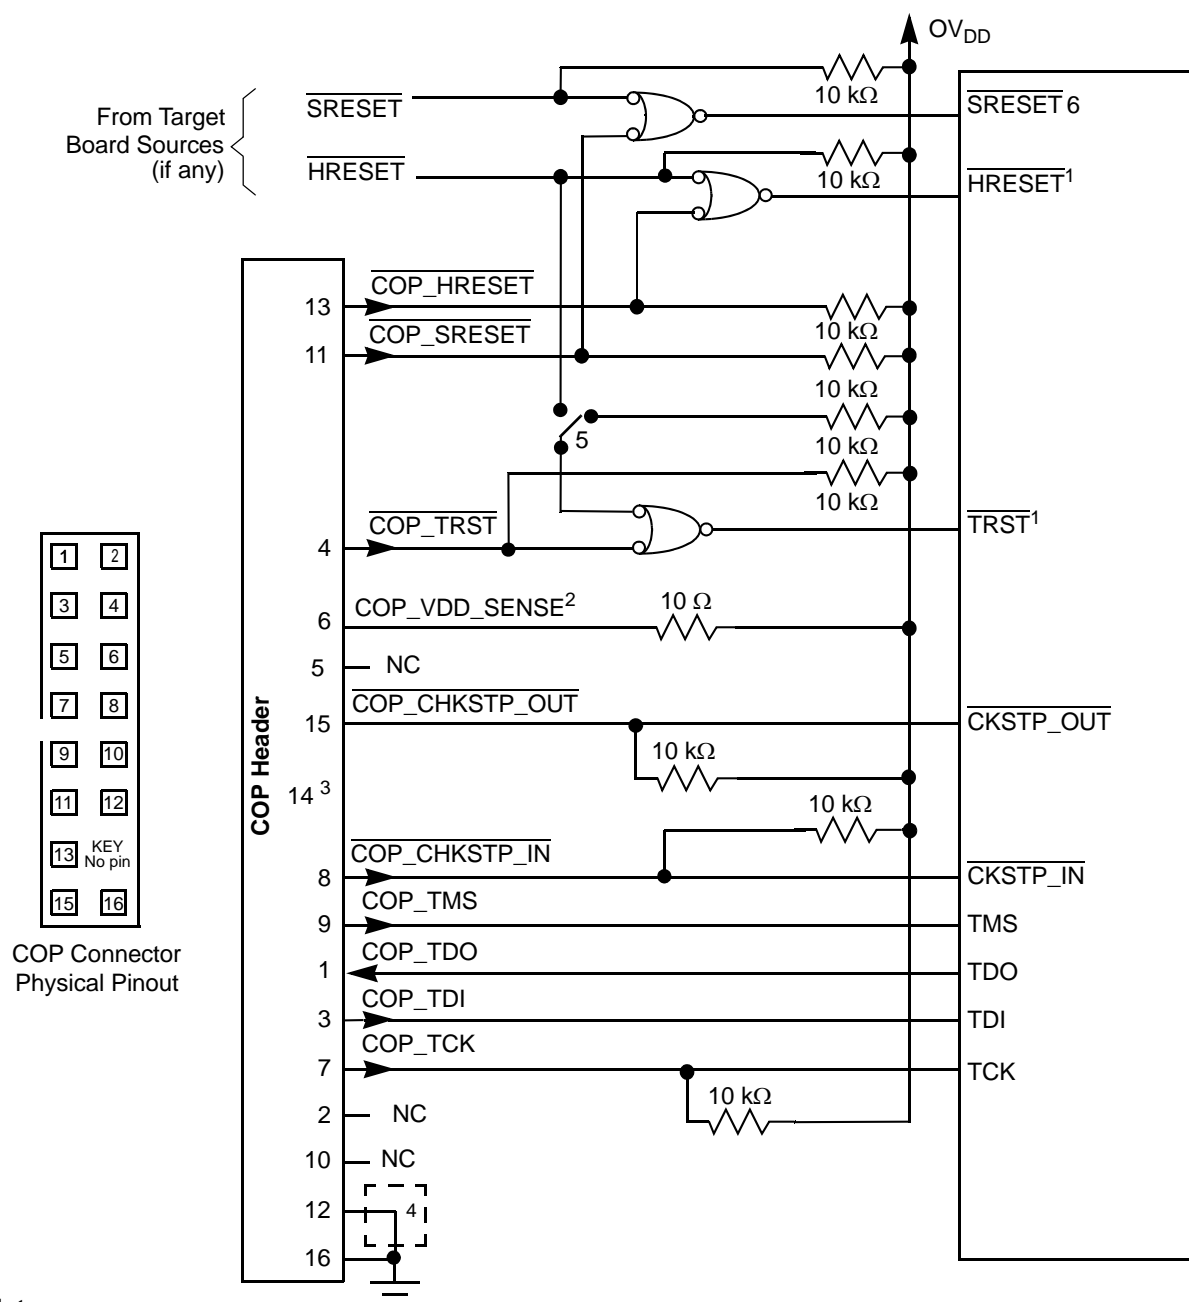 OVDD
10 kΩ
SRESET
SRESET 6
From Target
Board Sources
(if any)
HRESET
10 kΩ
HRESET1
COP_HRESET
13
10 kΩ
COP_SRESET
11
10 kΩ
5
10 kΩ
10 kΩ
COP_TRST
4
TRST1
COP_VDD_SENSE2
10 Ω
6
5
NC
COP_CHKSTP_OUT
15
CKSTP_OUT
10 kΩ
14 3
10 kΩ
COP_CHKSTP_IN
8
CKSTP_IN
COP_TMS
9
TMS
COP_TDO
1
TDO
COP_TDI
3
TDI
COP_TCK
7
TCK
10 kΩ
2
NC
10
NC
12
4
16
COP Header
1 2
3 4
5 6
7 8
9 10
11 12
13 KEY
No pin
15 16
COP Connector
Physical Pinout